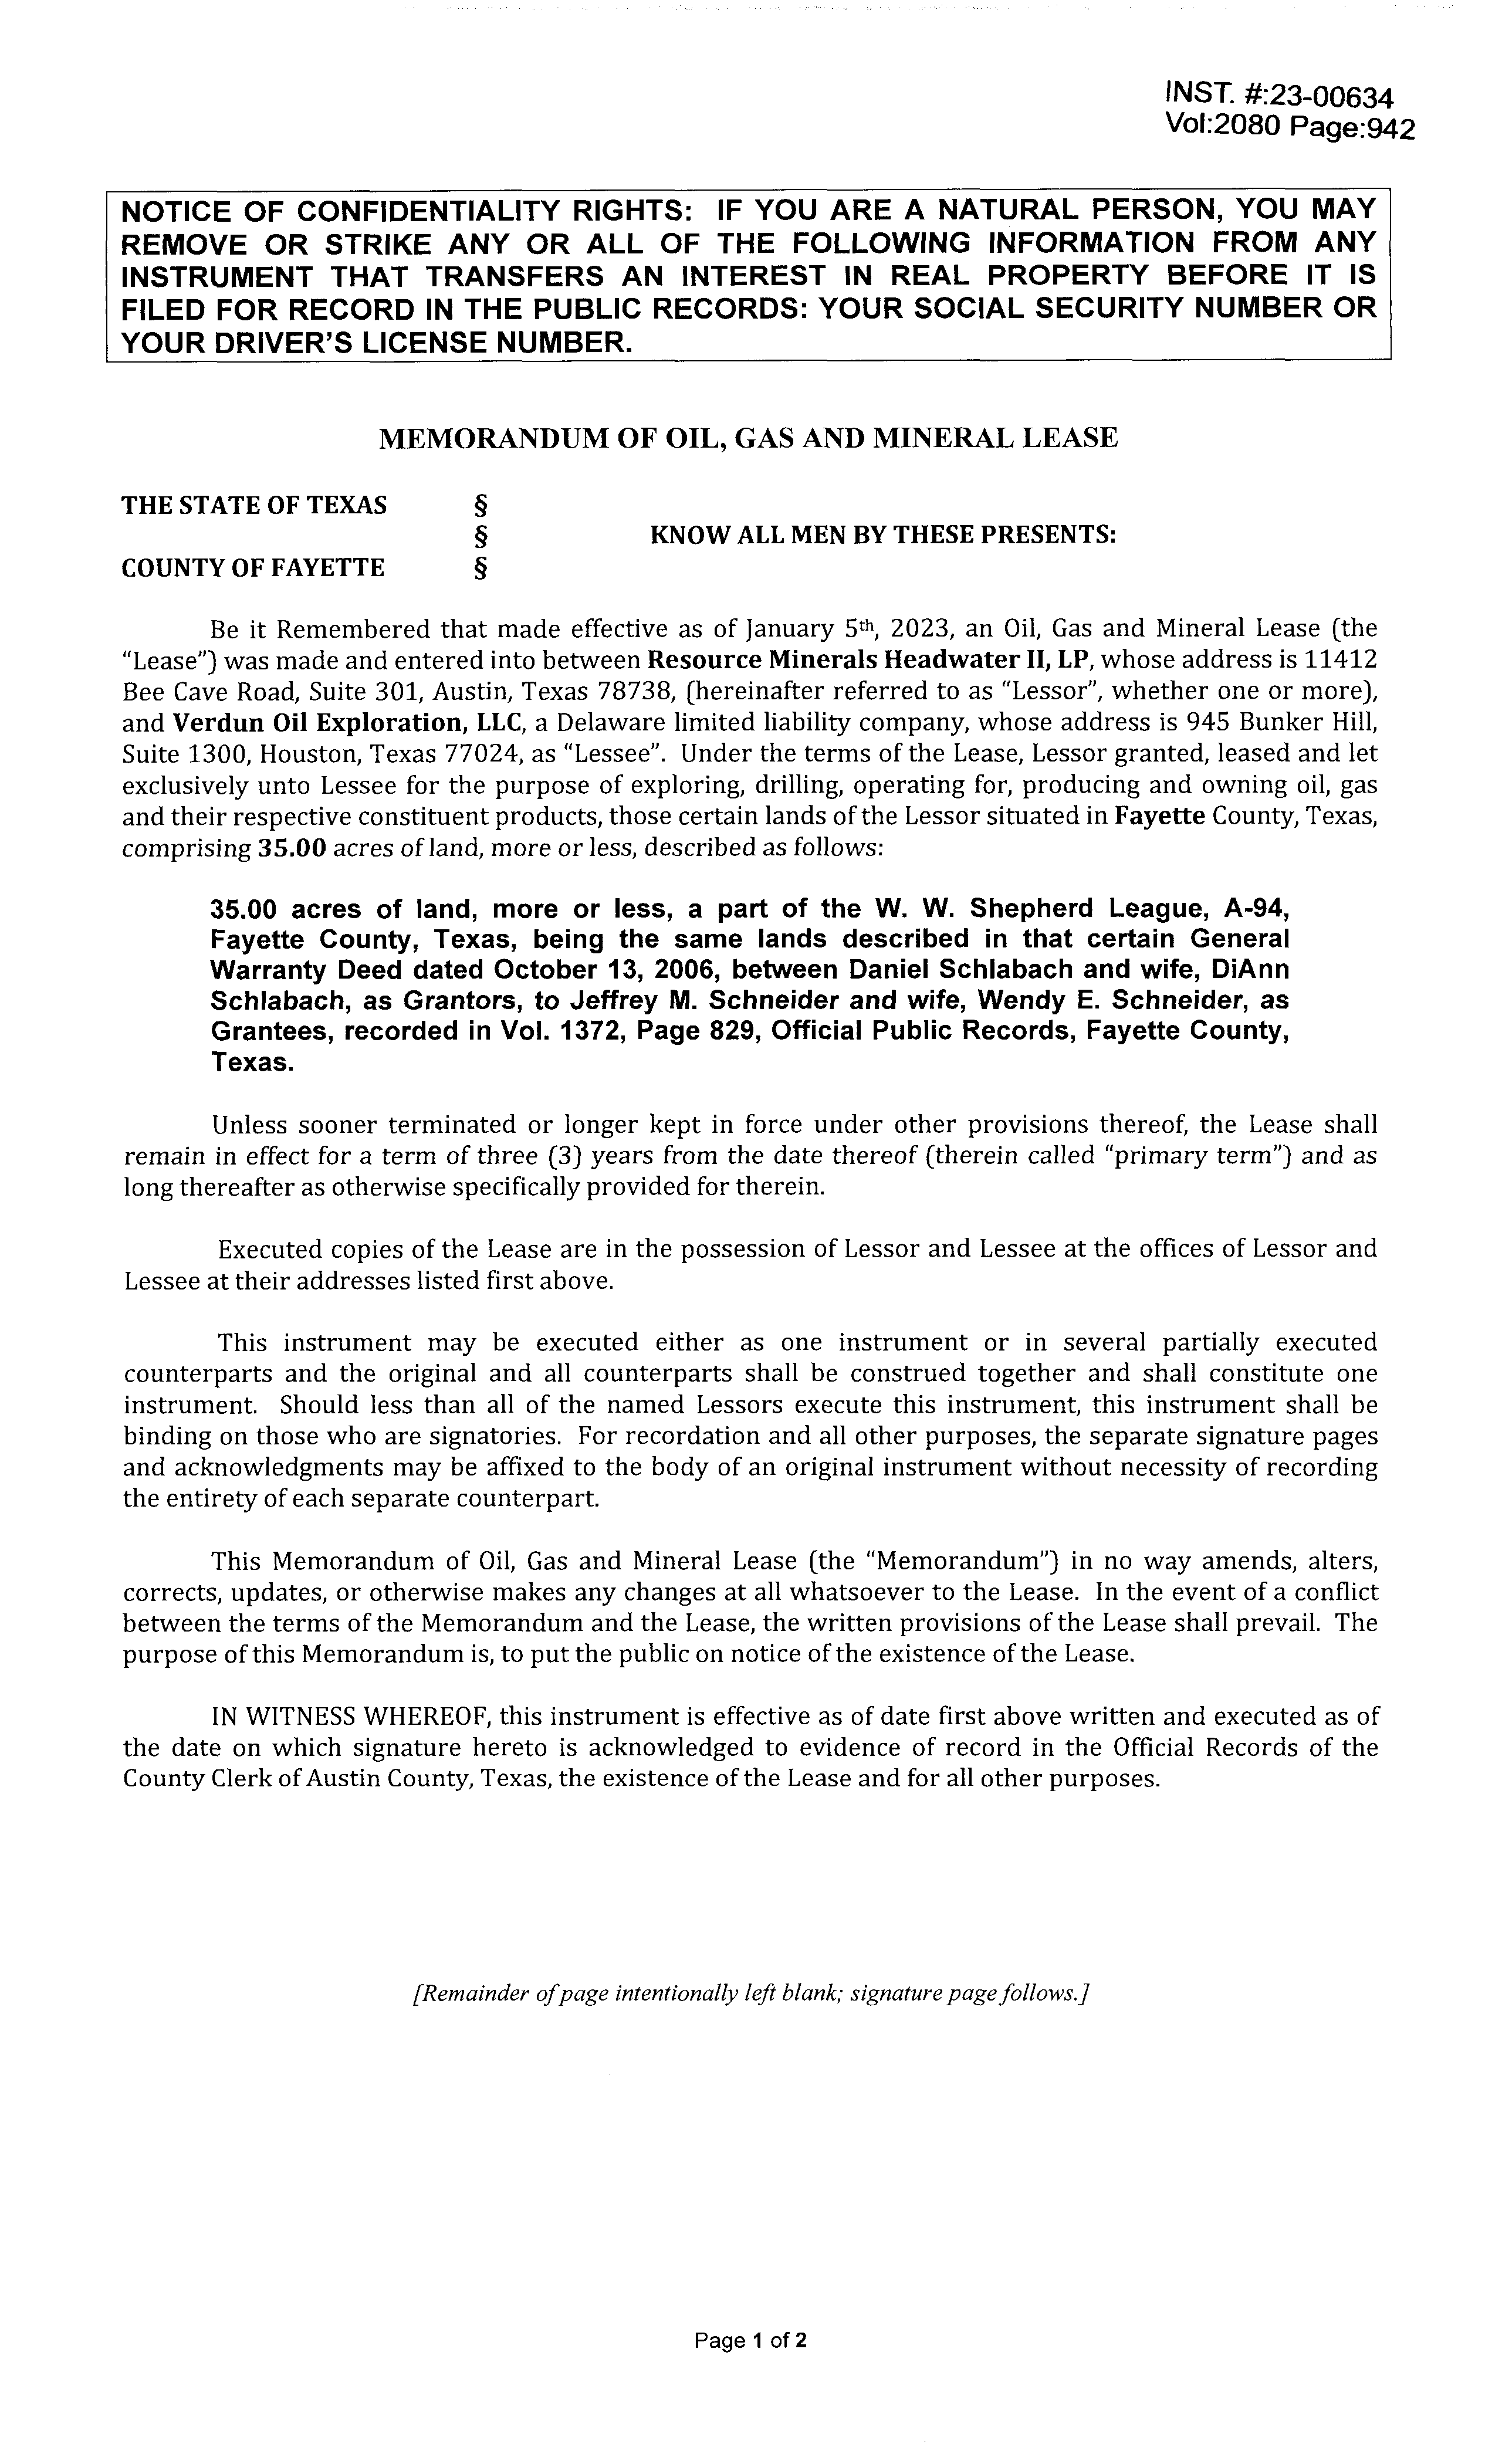 INST. #:23-00634
Vol:2080 Page:942
NOTICE OF CONFIDENTIALITY RIGHTS: IF YOU ARE A NATURAL PERSON, YOU MAY
REMOVE OR STRIKE ANY OR ALL OF THE FOLLOWING INFORMATION FROM ANY
INSTRUMENT THAT TRANSFERS AN INTEREST IN REAL PROPERTY BEFORE IT IS
FILED FOR RECORD IN THE PUBLIC RECORDS: YOUR SOCIAL SECURITY NUMBER OR
YOUR DRIVER'S LICENSE NUMBER.
MEMORANDUM OF OIL, GAS AND MINERAL LEASE
THE STATE OF TEXAS §
§ KNOW ALL MEN BY THESE PRESENTS:
COUNTY OF FAYETTE §
Be it Remembered that made effective as of January 5th, 2023, an Oil, Gas and Mineral Lease (the
"Lease") was made and entered into between Resource Minerals Headwater II, LP, whose address is 11412
Bee Cave Road, Suite 301, Austin, Texas 78738, (hereinafter referred to as "Lessor", whether one or more),
and Verdun Oil Exploration, LLC, a Delaware limited liability company, whose address is 945 Bunker Hill,
Suite 1300, Houston, Texas 77024, as "Lessee". Under the terms of the Lease, Lessor granted, leased and let
exclusively unto Lessee for the purpose of exploring, drilling, operating for, producing and owning oil, gas
and their respective constituent products, those certain lands of the Lessor situated in Fayette County, Texas,
comprising 35.00 acres of land, more or less, described as follows:
35.00 acres of land, more or less, a part of the W. W. Shepherd League, A-94,
Fayette County, Texas, being the same lands described in that certain General
Warranty Deed dated October 13, 2006, between Daniel Schlabach and wife, DiAnn
Schlabach, as Grantors, to Jeffrey M. Schneider and wife, Wendy E. Schneider, as
Grantees, recorded in Vol. 1372, Page 829, Official Public Records, Fayette County,
Texas.
Unless sooner terminated or longer kept in force under other provisions thereof, the Lease shall
remain in effect for a term of three (3) years from the date thereof (therein called "primary term") and as
long thereafter as otherwise specifically provided for therein.
Executed copies of the Lease are in the possession of Lessor and Lessee at the offices of Lessor and
Lessee at their addresses listed first above.
This instrument may be executed either as one instrument or in several partially executed
counterparts and the original and all counterparts shall be construed together and shall constitute one
instrument. Should less than all of the named Lessors execute this instrument, this instrument shall be
binding on those who are signatories. For recordation and all other purposes, the separate signature pages
and acknowledgments may be affixed to the body of an original instrument without necessity of recording
the entirety of each separate counterpart.
This Memorandum of Oil, Gas and Mineral Lease (the "Memorandum") in no way amends, alters,
corrects, updates, or otherwise makes any changes at all whatsoever to the Lease. In the event of a conflict
between the terms of the Memorandum and the Lease, the written provisions of the Lease shall prevail. The
purpose of this Memorandum is, to put the public on notice of the existence of the Lease.
IN WITNESS WHEREOF, this instrument is effective as of date first above written and executed as of
the date on which signature hereto is acknowledged to evidence of record in the Official Records of the
County Clerk of Austin County, Texas, the existence of the Lease and for all other purposes.
[Remainder of page intentionally left blank; signature page follows.]
Page 1 of 2